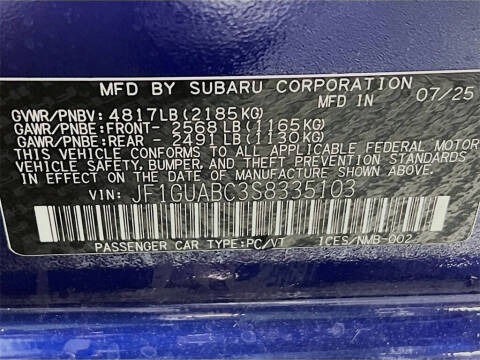 MFD BY SUBARU CORPORATION
MFD IN 07/25
GVWR/PNBV: 4817LB(2185KG)
GAWR/PNBE:FRONT- 2568LB(1165KG)
GAWR/PNBE:REAR - 2491LB(1130KG)
THIS VEHICLE CONFORMS TO ALL APPLICABLE FEDERAL MOTOR
VEHICLE SAFETY, BUMPER, AND THEFT PREVENTION STANDARDS
IN EFFECT ON THE DATE OF MANUFACTURE SHOWN ABOVE.
VIN: JF1GUABC3S8335103
PASSENGER CAR TYPE:PC/VT ICES/NMB-002